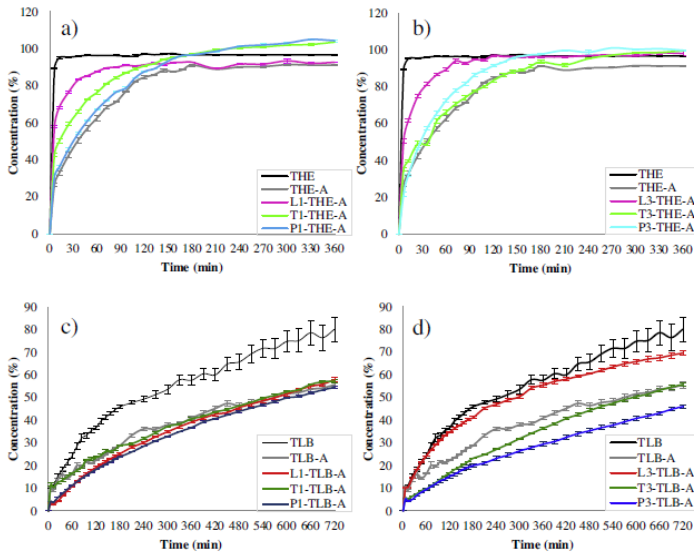 a)
120
100
80
60
40
20
0
Concentration (%)
THE
THE-A
L1-THE-A
T1-THE-A
P1-THE-A
0 30 60 90 120 150 180 210 240 270 300 330 360
Time (min)
b)
120
100
80
60
40
20
0
Concentration (%)
THE
THE-A
L3-THE-A
T3-THE-A
P3-THE-A
0 30 60 90 120 150 180 210 240 270 300 330 360
Time (min)
c)
90
80
70
60
50
40
30
20
10
0
Concentration (%)
TLB
TLB-A
L1-TLB-A
T1-TLB-A
P1-TLB-A
0 60 120 180 240 300 360 420 480 540 600 660 720
Time (min)
d)
90
80
70
60
50
40
30
20
10
0
Concentration (%)
TLB
TLB-A
L3-TLB-A
T3-TLB-A
P3-TLB-A
0 60 120 180 240 300 360 420 480 540 600 660 720
Time (min)